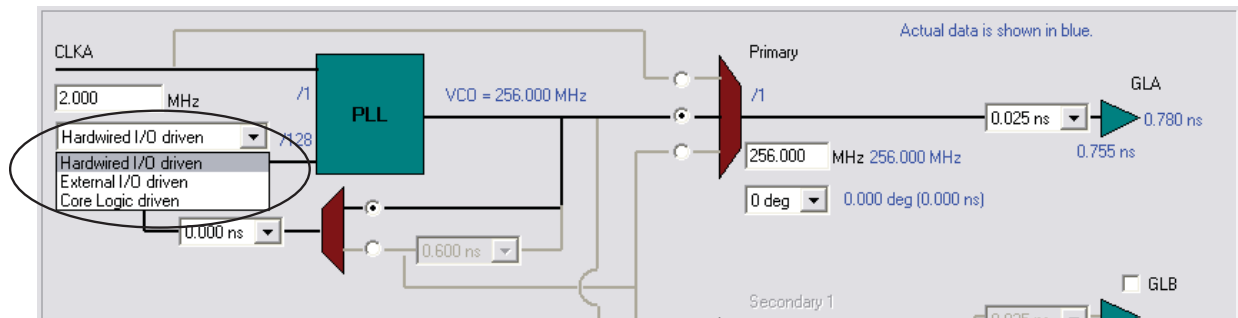 Actual data is shown in blue.
CLKA
Primary
2.000 MHz
/1
PLL
VCO = 256.000 MHz
/1
GLA
Hardwired I/O driven
/128
0.025 ns
0.780 ns
Hardwired I/O driven
External I/O driven
Core Logic driven
256.000 MHz 256.000 MHz
0.755 ns
0 deg
0.000 deg (0.000 ns)
0.000 ns
0.600 ns
GLB
Secondary 1
0.025 ns